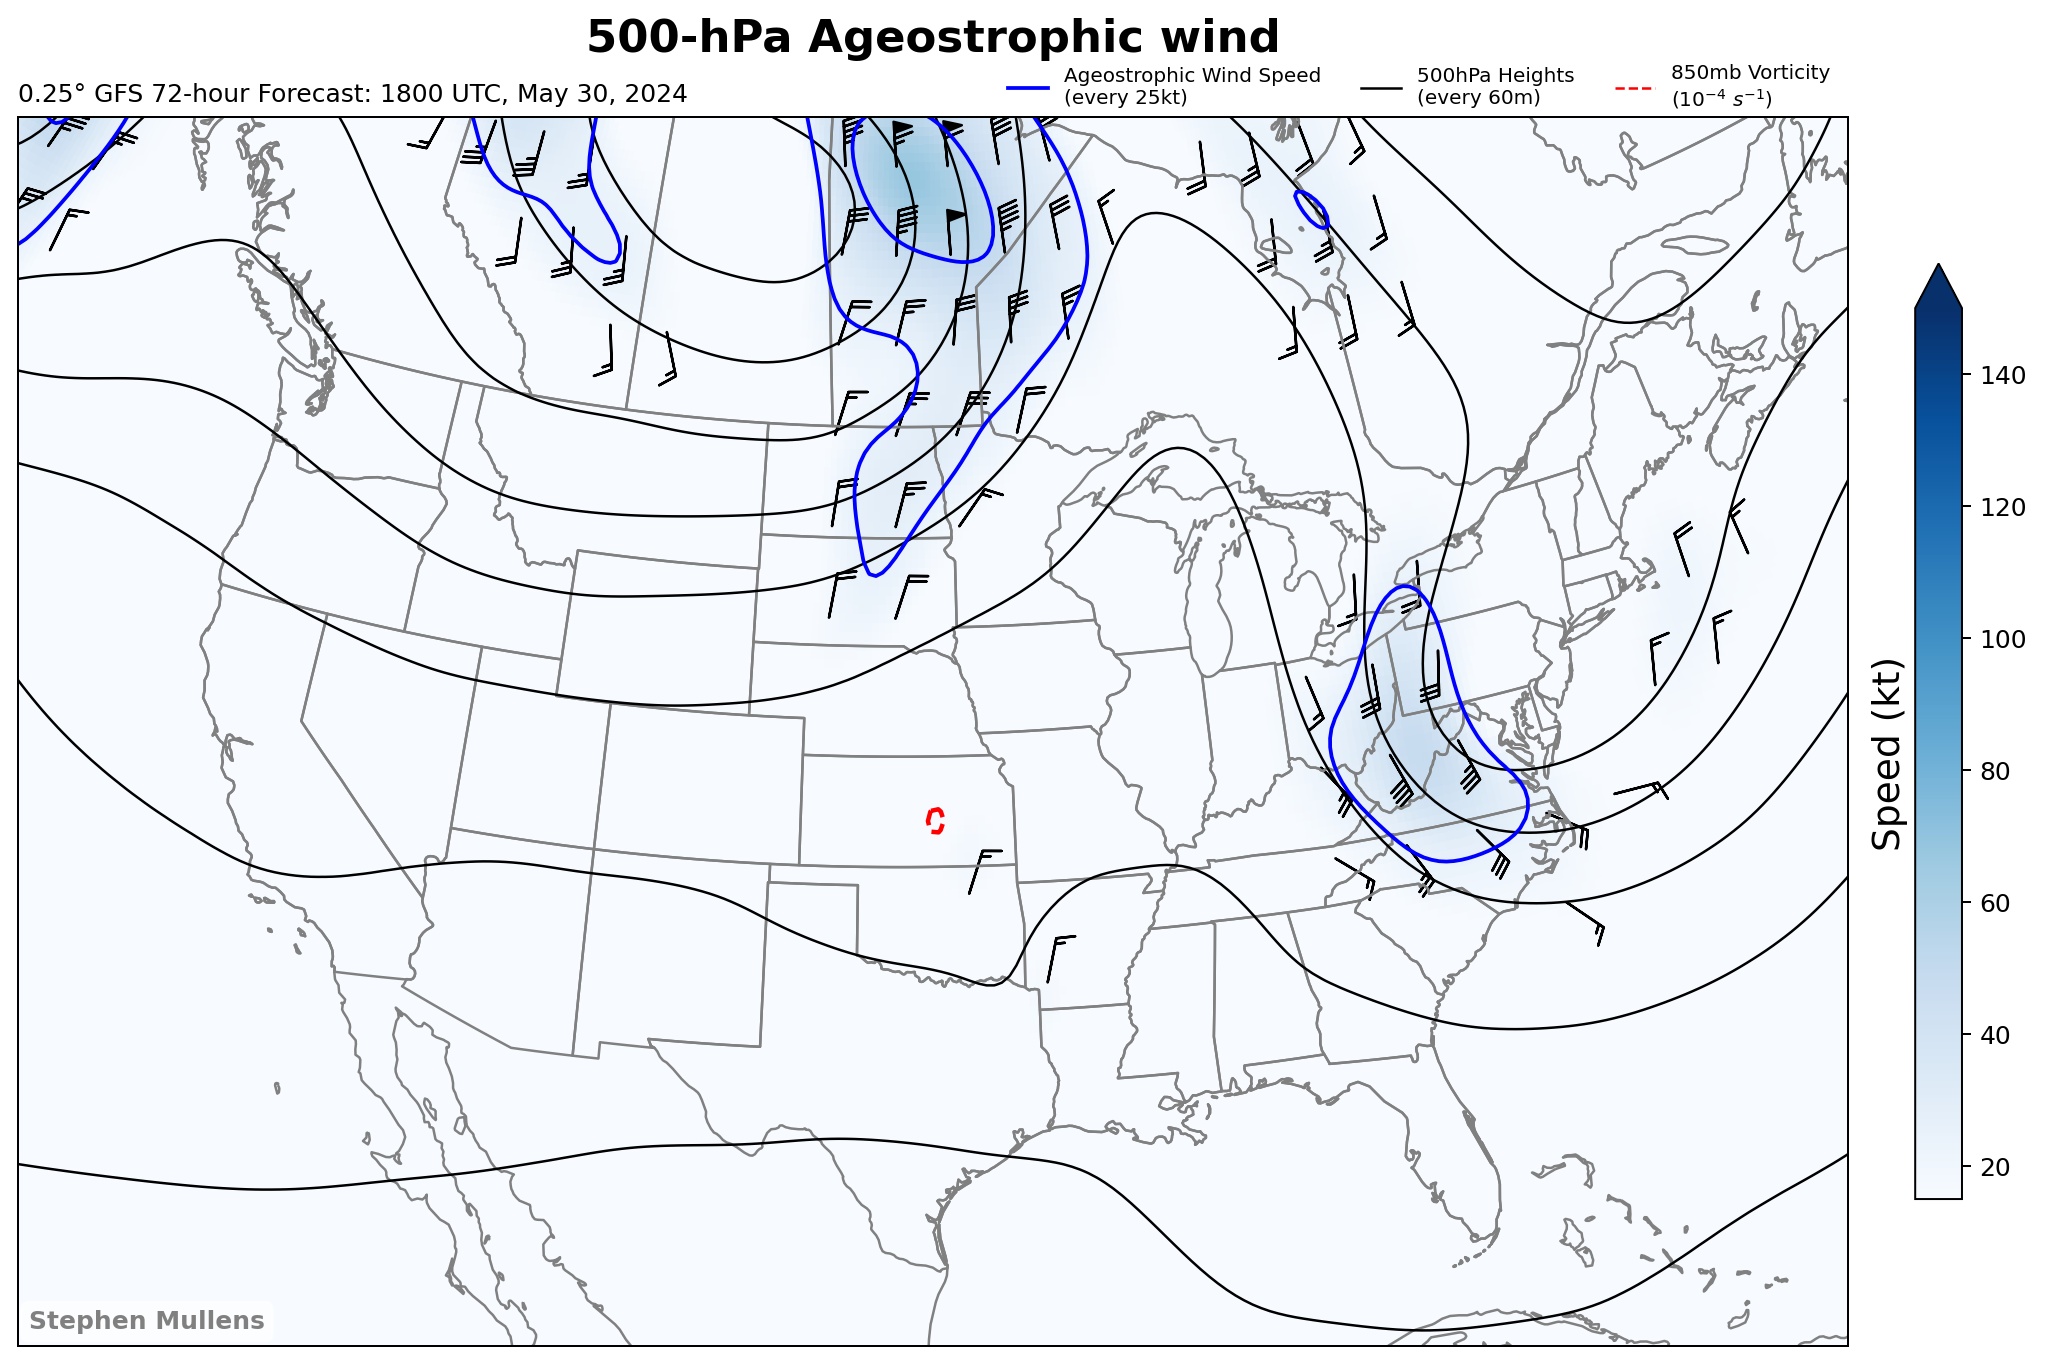 500-hPa Ageostrophic wind
0.25° GFS 72-hour Forecast: 1800 UTC, May 30, 2024
Ageostrophic Wind Speed
(every 25kt)
500hPa Heights
(every 60m)
850mb Vorticity
(10⁻⁴ s⁻¹)
140
120
100
80
60
40
20
Speed (kt)
Stephen Mullens